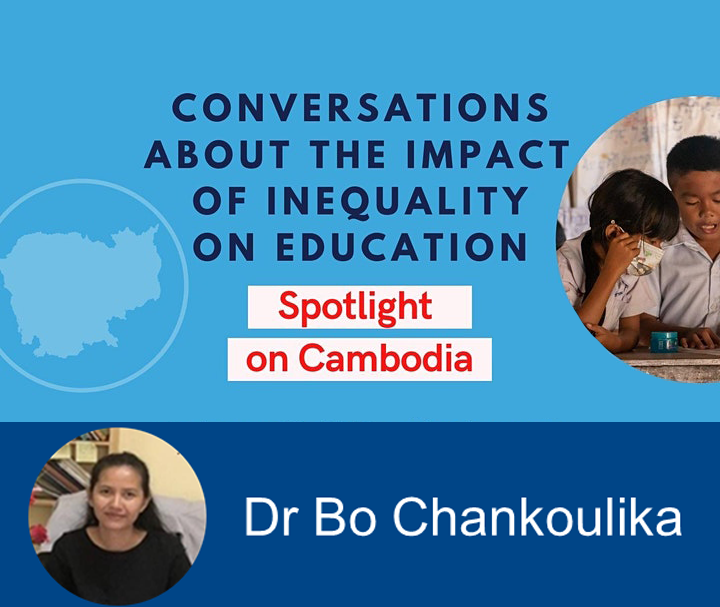 CONVERSATIONS
ABOUT THE IMPACT
OF INEQUALITY
ON EDUCATION
Spotlight
on Cambodia
Dr Bo Chankoulika